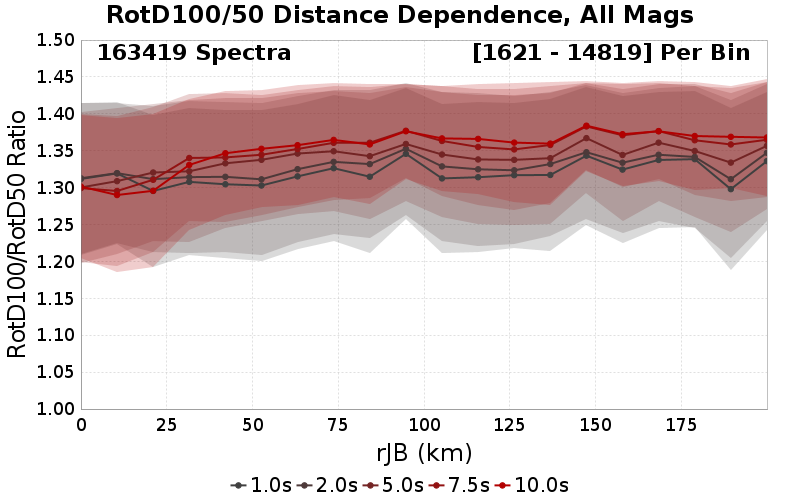 RotD100/50 Distance Dependence, All Mags
163419 Spectra
[1621 - 14819] Per Bin
RotD100/RotD50 Ratio
1.50
1.45
1.40
1.35
1.30
1.25
1.20
1.15
1.10
1.05
1.00
0 25 50 75 100 125 150 175
rJB (km)
1.0s 2.0s 5.0s 7.5s 10.0s